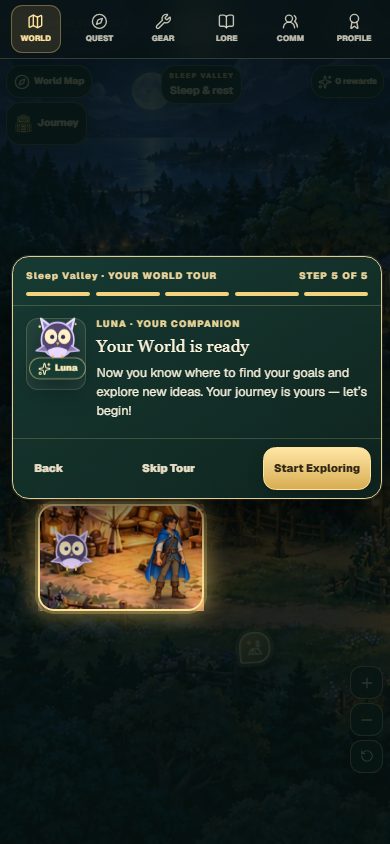 WORLD
QUEST
GEAR
LORE
COMM
PROFILE
World Map
SLEEP VALLEY
Sleep & rest
0 rewards
Journey
Sleep Valley · YOUR WORLD TOUR
STEP 5 OF 5
LUNA · YOUR COMPANION
Your World is ready
Luna
Now you know where to find your goals and
explore new ideas. Your journey is yours — let's
begin!
Back
Skip Tour
Start Exploring